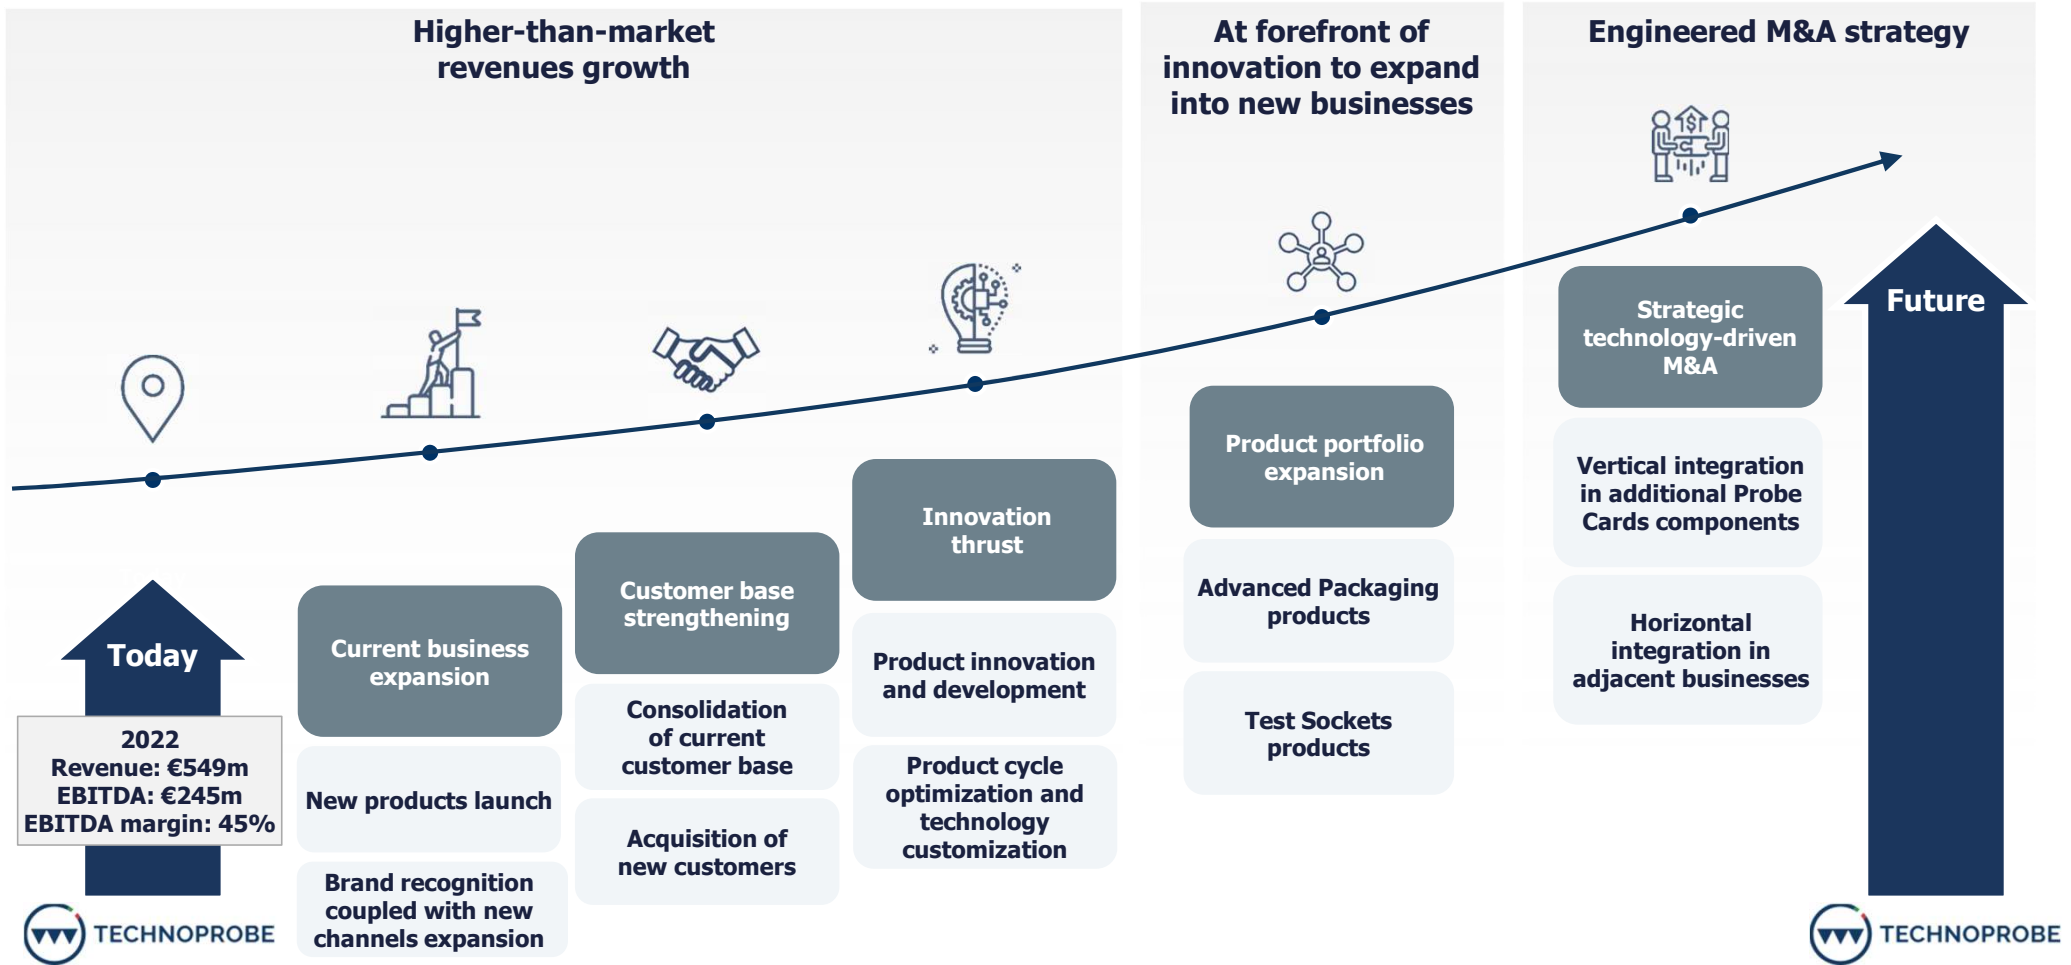 Higher-than-market
revenues growth
At forefront of
innovation to expand
into new businesses
Engineered M&A strategy
Today
2022
Revenue: €549m
EBITDA: €245m
EBITDA margin: 45%
TECHNOPROBE
Current business
expansion
New products launch
Brand recognition
coupled with new
channels expansion
Customer base
strengthening
Consolidation
of current
customer base
Acquisition of
new customers
Innovation
thrust
Product innovation
and development
Product cycle
optimization and
technology
customization
Product portfolio
expansion
Advanced Packaging
products
Test Sockets
products
Strategic
technology-driven
M&A
Vertical integration
in additional Probe
Cards components
Horizontal
integration in
adjacent businesses
Future
TECHNOPROBE